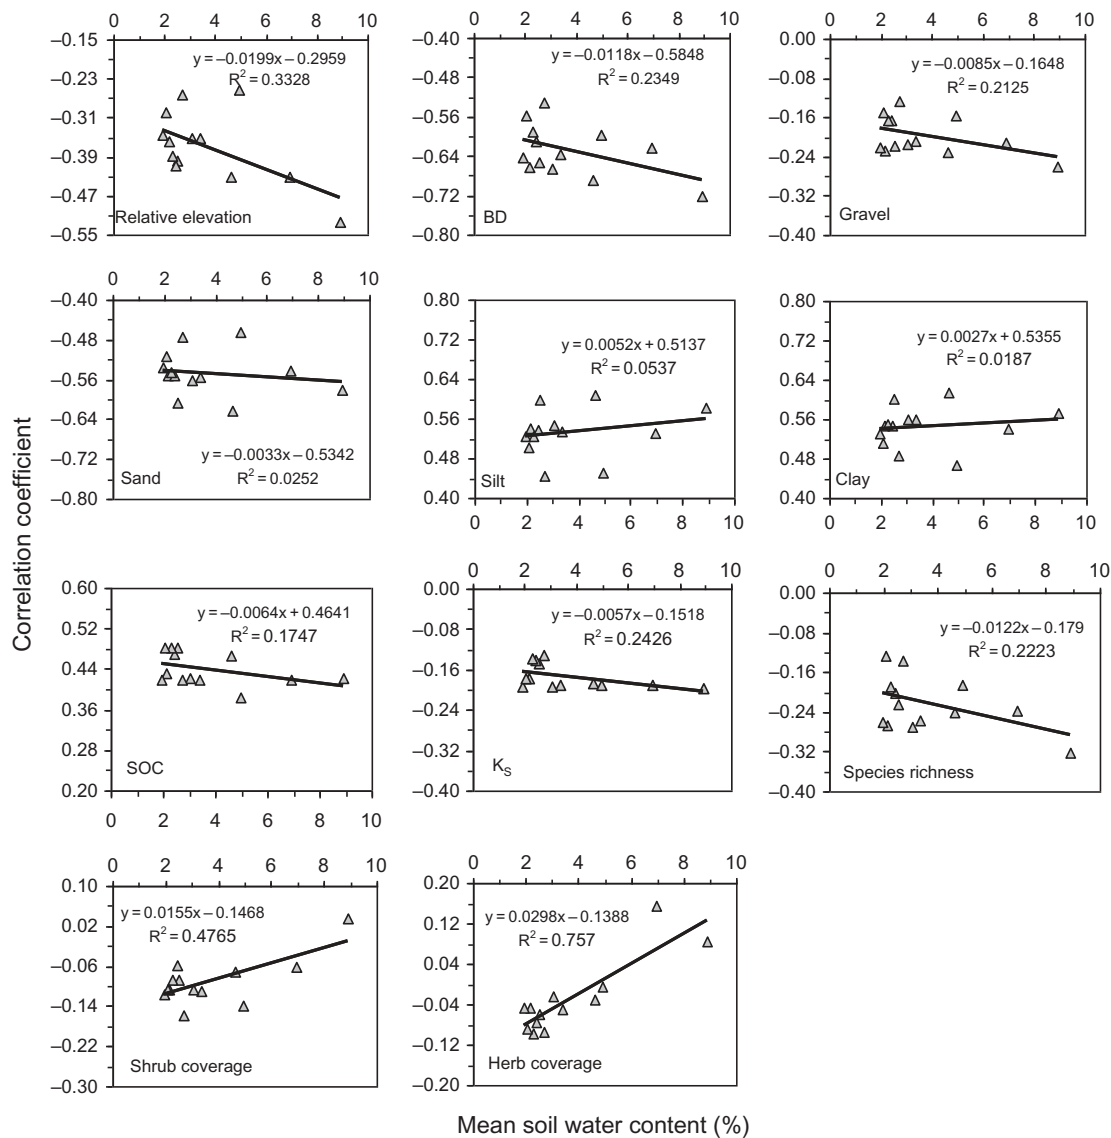 0 2 4 6 8 10
0 2 4 6 8 10
0 2 4 6 8 10
–0.15
–0.23
–0.31
–0.39
–0.47
–0.55
y = –0.0199x – 0.2959
R² = 0.3328
Relative elevation
–0.40
–0.48
–0.56
–0.64
–0.72
–0.80
y = –0.0118x – 0.5848
R² = 0.2349
BD
0.00
–0.08
–0.16
–0.24
–0.32
–0.40
y = –0.0085x – 0.1648
R² = 0.2125
Gravel
0 2 4 6 8 10
–0.40
–0.48
–0.56
–0.64
–0.72
–0.80
y = –0.0033x – 0.5342
R² = 0.0252
Sand
0.80
0.72
0.64
0.56
0.48
0.40
y = 0.0052x + 0.5137
R² = 0.0537
Silt
0 2 4 6 8 10
0.80
0.72
0.64
0.56
0.48
0.40
y = 0.0027x + 0.5355
R² = 0.0187
Clay
0 2 4 6 8 10
Correlation coefficient
0.60
0.52
0.44
0.36
0.28
0.20
y = –0.0064x + 0.4641
R² = 0.1747
SOC
0 2 4 6 8 10
0 2 4 6 8 10
0.00
–0.08
–0.16
–0.24
–0.32
–0.40
y = –0.0057x – 0.1518
R² = 0.2426
K_S
0 2 4 6 8 10
0.00
–0.08
–0.16
–0.24
–0.32
–0.40
y = –0.0122x – 0.179
R² = 0.2223
Species richness
0 2 4 6 8 10
0.10
0.02
–0.06
–0.14
–0.22
–0.30
y = 0.0155x – 0.1468
R² = 0.4765
Shrub coverage
0 2 4 6 8 10
0.20
0.12
0.04
–0.04
–0.12
–0.20
y = 0.0298x – 0.1388
R² = 0.757
Herb coverage
Mean soil water content (%)